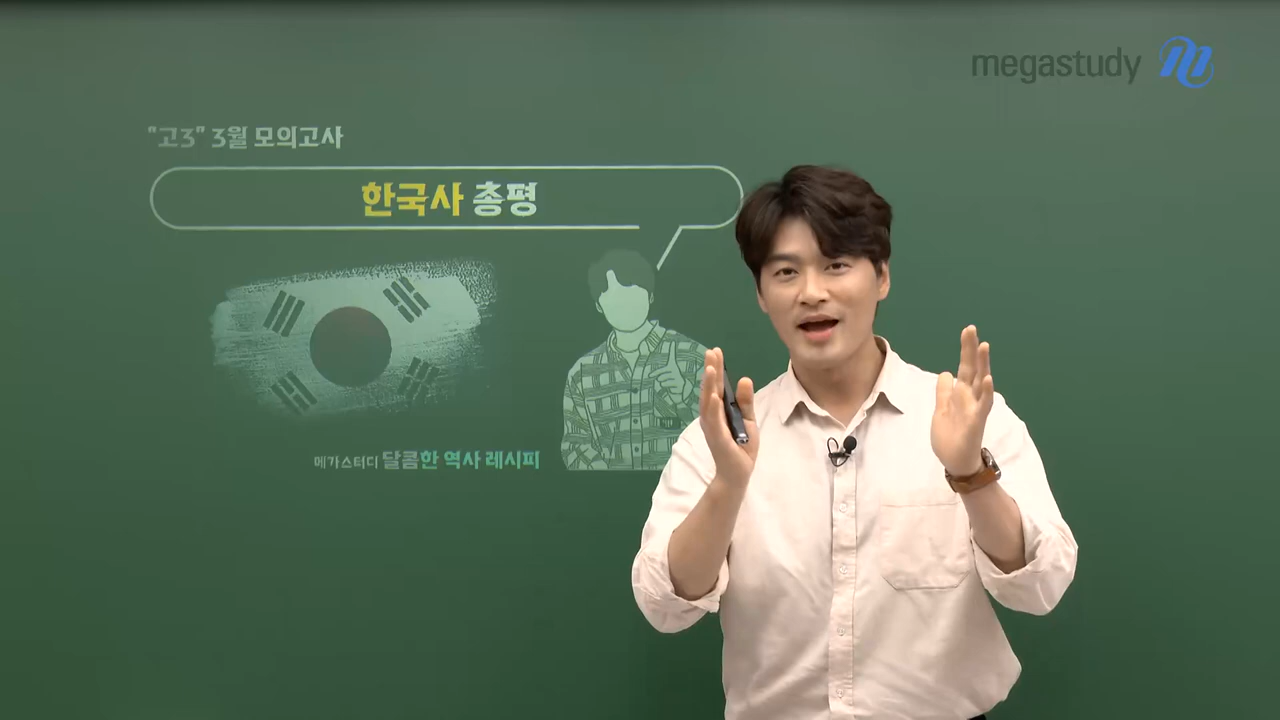 megastudy
"고3" 3월 모의고사
한국사 총평
메가스터디 달콤한 역사 레시피